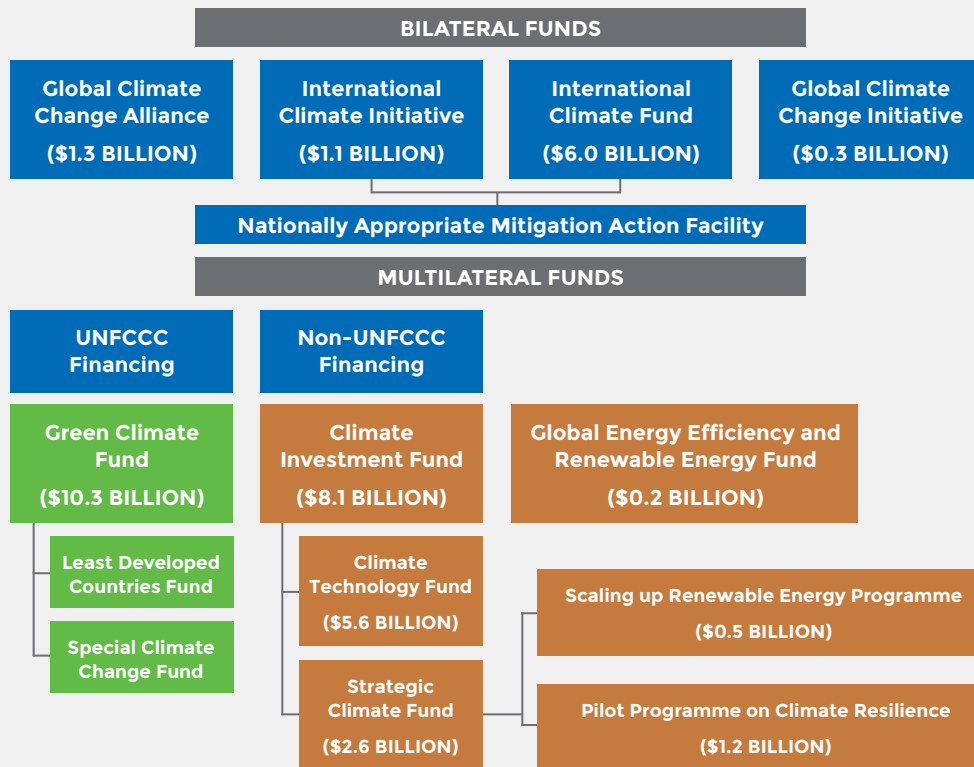 BILATERAL FUNDS
Global Climate
Change Alliance
($1.3 BILLION)
International
Climate Initiative
($1.1 BILLION)
International
Climate Fund
($6.0 BILLION)
Global Climate
Change Initiative
($0.3 BILLION)
Nationally Appropriate Mitigation Action Facility
MULTILATERAL FUNDS
UNFCCC
Financing
Non-UNFCCC
Financing
Green Climate
Fund
($10.3 BILLION)
Climate
Investment Fund
($8.1 BILLION)
Global Energy Efficiency and
Renewable Energy Fund
($0.2 BILLION)
Least Developed
Countries Fund
Special Climate
Change Fund
Climate
Technology Fund
($5.6 BILLION)
Strategic
Climate Fund
($2.6 BILLION)
Scaling up Renewable Energy Programme
($0.5 BILLION)
Pilot Programme on Climate Resilience
($1.2 BILLION)